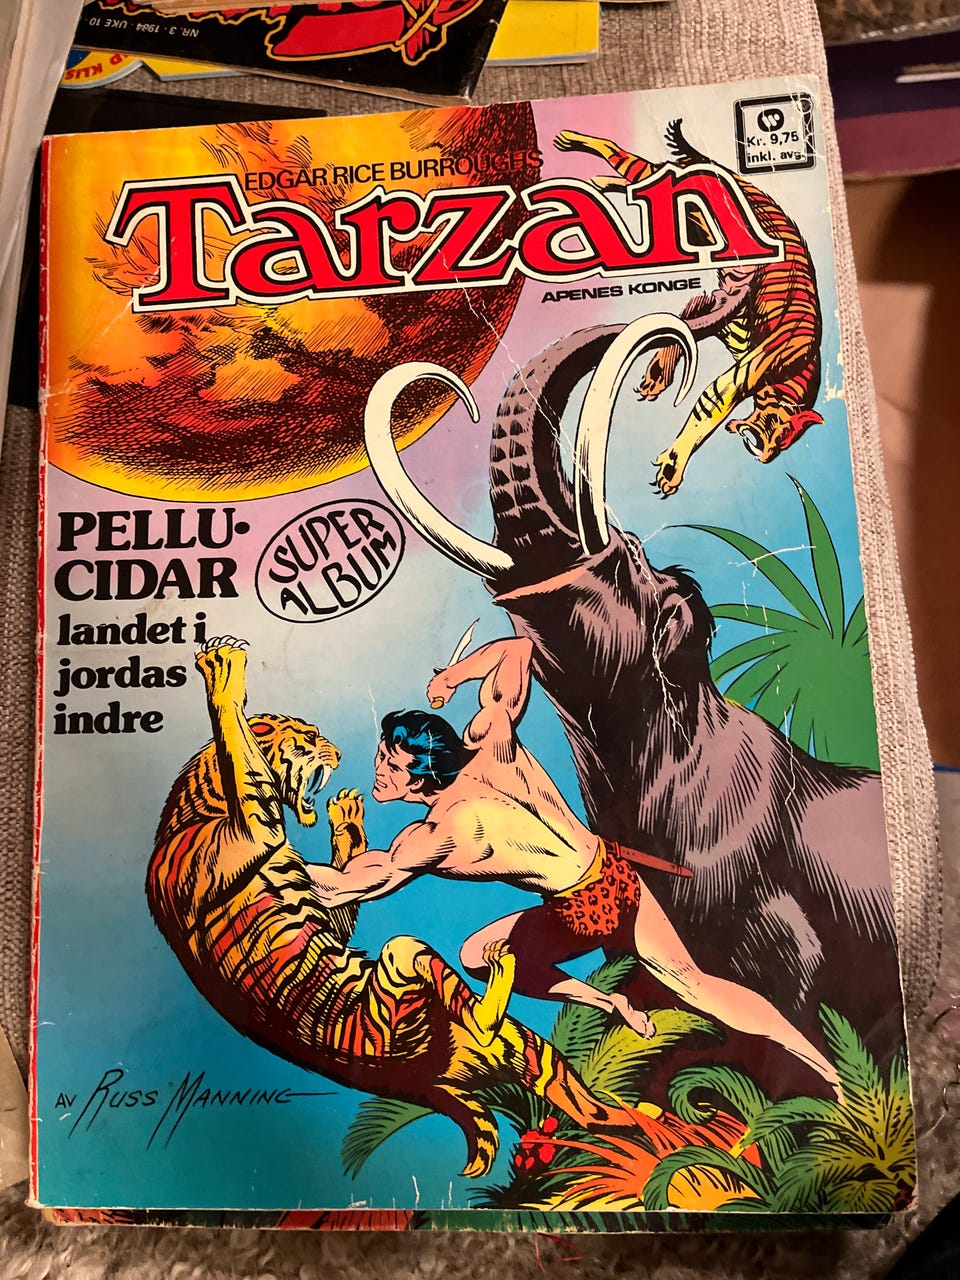 NR. 3 - 1984 - UKE 10
KLIS
Kr. 9,75
inkl. avg.
EDGAR RICE BURROUGHS
Tarzan
APENES KONGE
PELLU-
CIDAR
landet i
jordas
indre
SUPER
ALBUM
AV RUSS MANNING